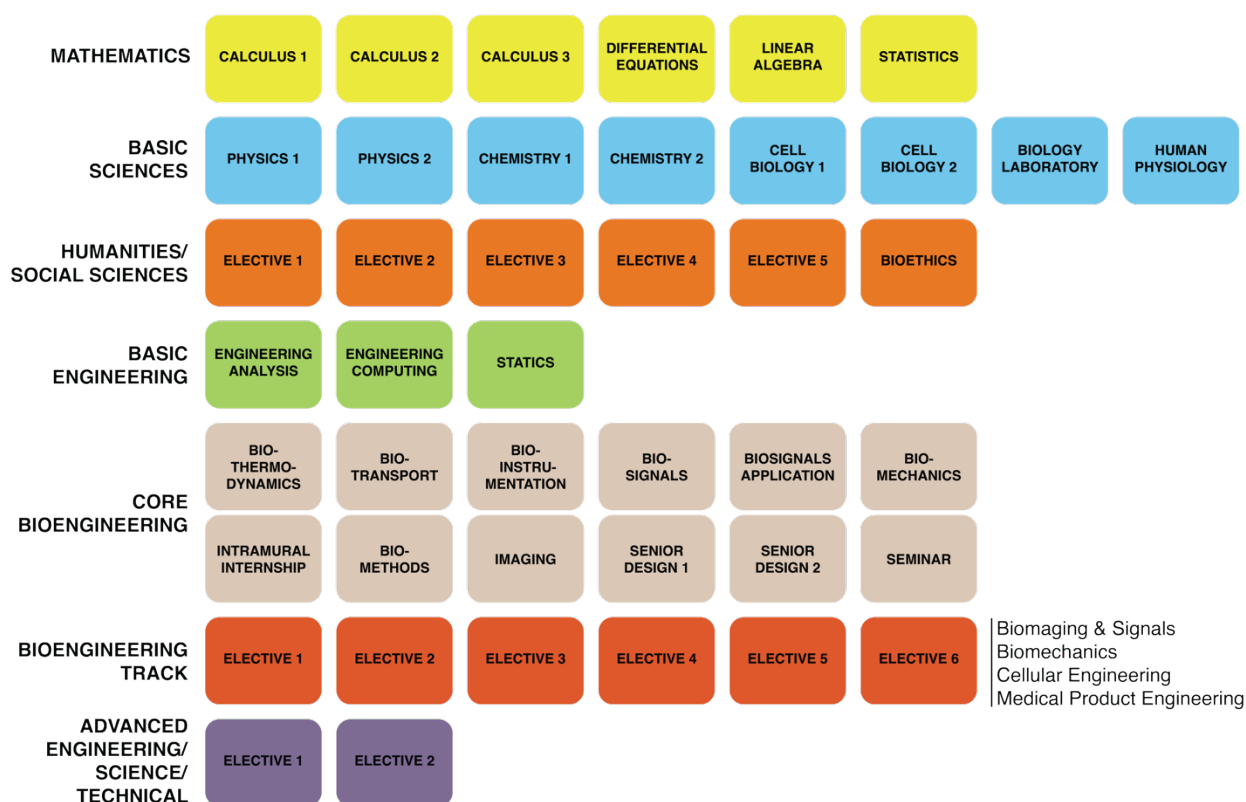 MATHEMATICS
CALCULUS 1
CALCULUS 2
CALCULUS 3
DIFFERENTIAL
EQUATIONS
LINEAR
ALGEBRA
STATISTICS
BASIC
SCIENCES
PHYSICS 1
PHYSICS 2
CHEMISTRY 1
CHEMISTRY 2
CELL
BIOLOGY 1
CELL
BIOLOGY 2
BIOLOGY
LABORATORY
HUMAN
PHYSIOLOGY
HUMANITIES/
SOCIAL SCIENCES
ELECTIVE 1
ELECTIVE 2
ELECTIVE 3
ELECTIVE 4
ELECTIVE 5
BIOETHICS
BASIC
ENGINEERING
ENGINEERING
ANALYSIS
ENGINEERING
COMPUTING
STATICS
CORE
BIOENGINEERING
BIO-
THERMO-
DYNAMICS
BIO-
TRANSPORT
BIO-
INSTRU-
MENTATION
BIO-
SIGNALS
BIOSIGNALS
APPLICATION
BIO-
MECHANICS
INTRAMURAL
INTERNSHIP
BIO-
METHODS
IMAGING
SENIOR
DESIGN 1
SENIOR
DESIGN 2
SEMINAR
BIOENGINEERING
TRACK
ELECTIVE 1
ELECTIVE 2
ELECTIVE 3
ELECTIVE 4
ELECTIVE 5
ELECTIVE 6
Biomaging & Signals
Biomechanics
Cellular Engineering
Medical Product Engineering
ADVANCED
ENGINEERING/
SCIENCE/
TECHNICAL
ELECTIVE 1
ELECTIVE 2